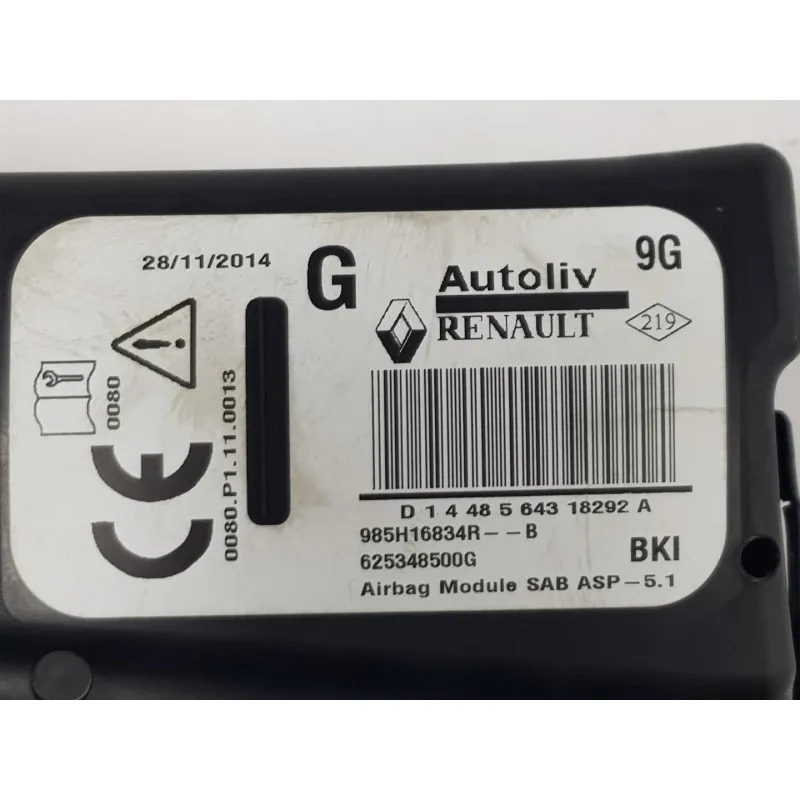 28/11/2014
G
Autoliv
9G
RENAULT
219
0080
0080.P1.11.0013
CE
D 1 4 48 5 643 18292 A
985H16834R--B
625348500G
BKI
Airbag Module SAB ASP-5.1